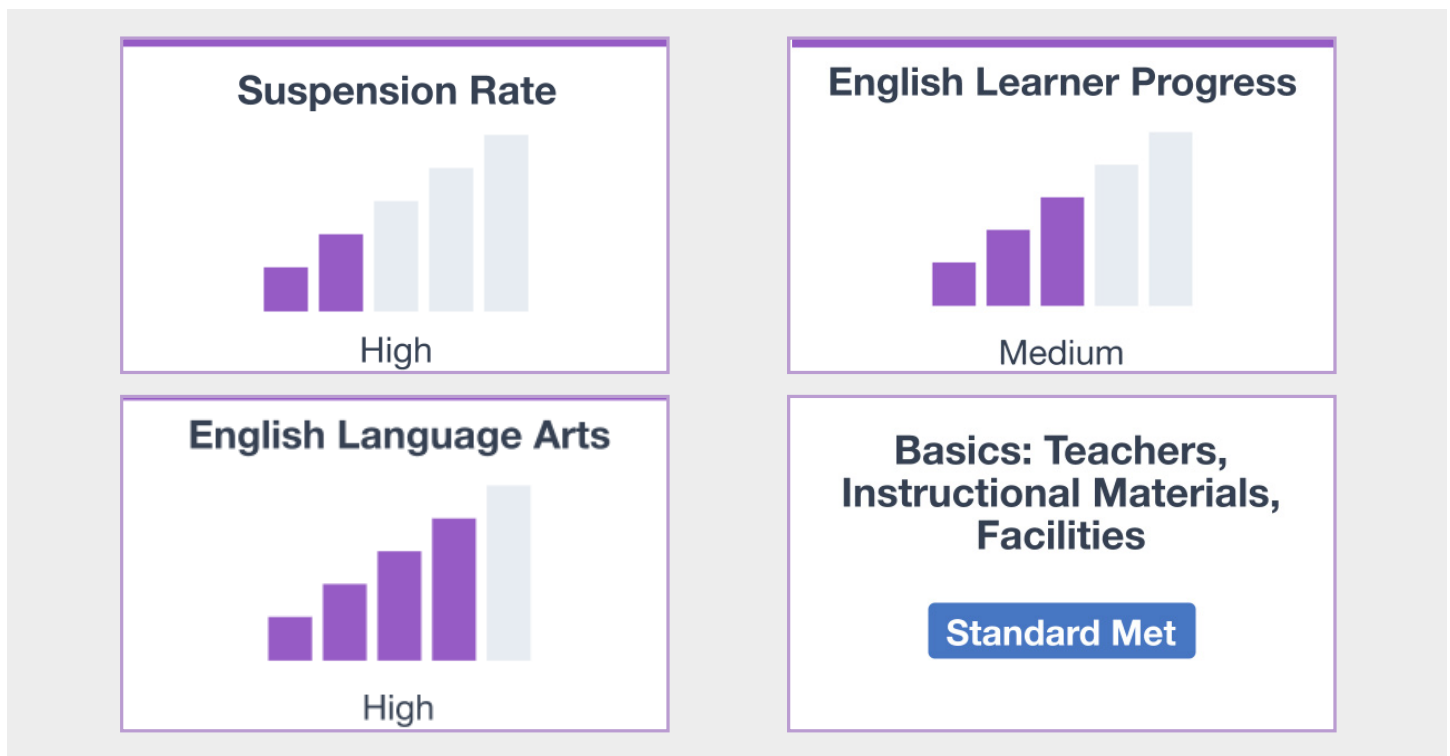 Suspension Rate
High
English Learner Progress
Medium
English Language Arts
High
Basics: Teachers,
Instructional Materials,
Facilities
Standard Met